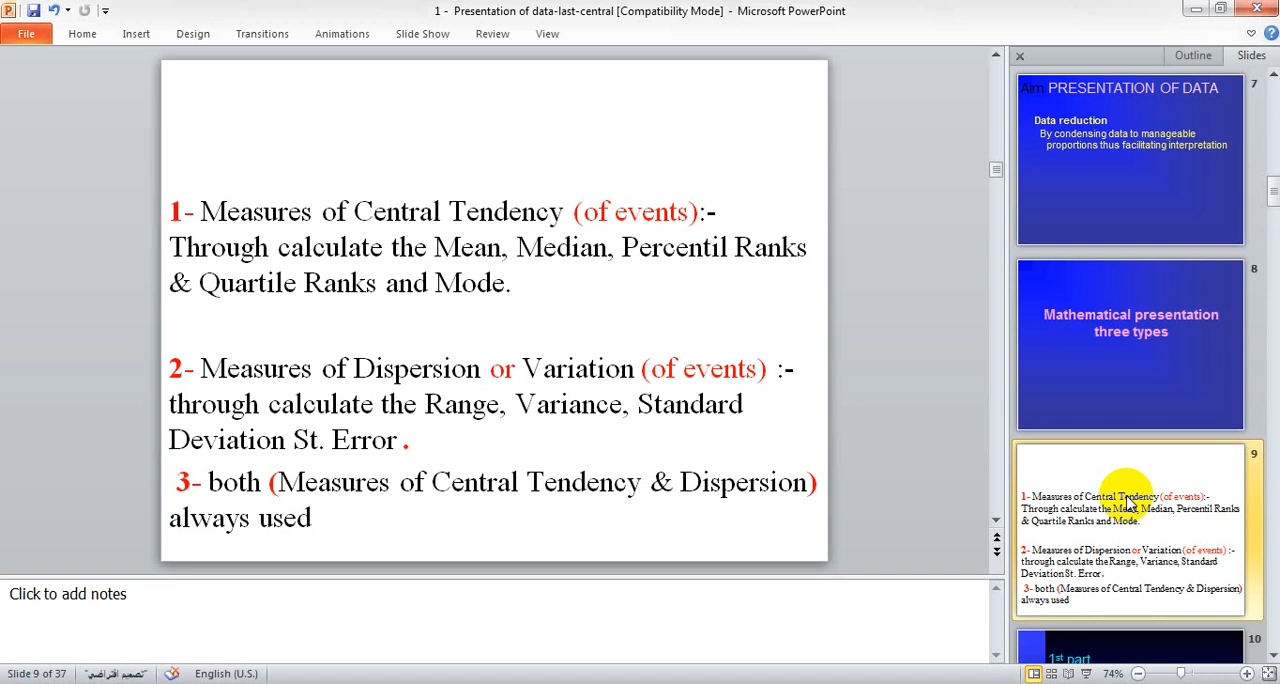 1 - Presentation of data-last-central [Compatibility Mode] - Microsoft PowerPoint
File Home Insert Design Transitions Animations Slide Show Review View
1- Measures of Central Tendency (of events):-
Through calculate the Mean, Median, Percentil Ranks
& Quartile Ranks and Mode.
2- Measures of Dispersion or Variation (of events) :-
through calculate the Range, Variance, Standard
Deviation St. Error .
3- both (Measures of Central Tendency & Dispersion)
always used
Click to add notes
Outline Slides
7
Aim PRESENTATION OF DATA
Data reduction
By condensing data to manageable
proportions thus facilitating interpretation
8
Mathematical presentation
three types
9
1- Measures of Central Tendency (of events):-
Through calculate the Mean, Median, Percentil Ranks
& Quartile Ranks and Mode.
2- Measures of Dispersion or Variation (of events) :-
through calculate the Range, Variance, Standard
Deviation St. Error .
3- both (Measures of Central Tendency & Dispersion)
always used
10
1st part
Slide 9 of 37 "تصميم افتراضي" English (U.S.) 74%